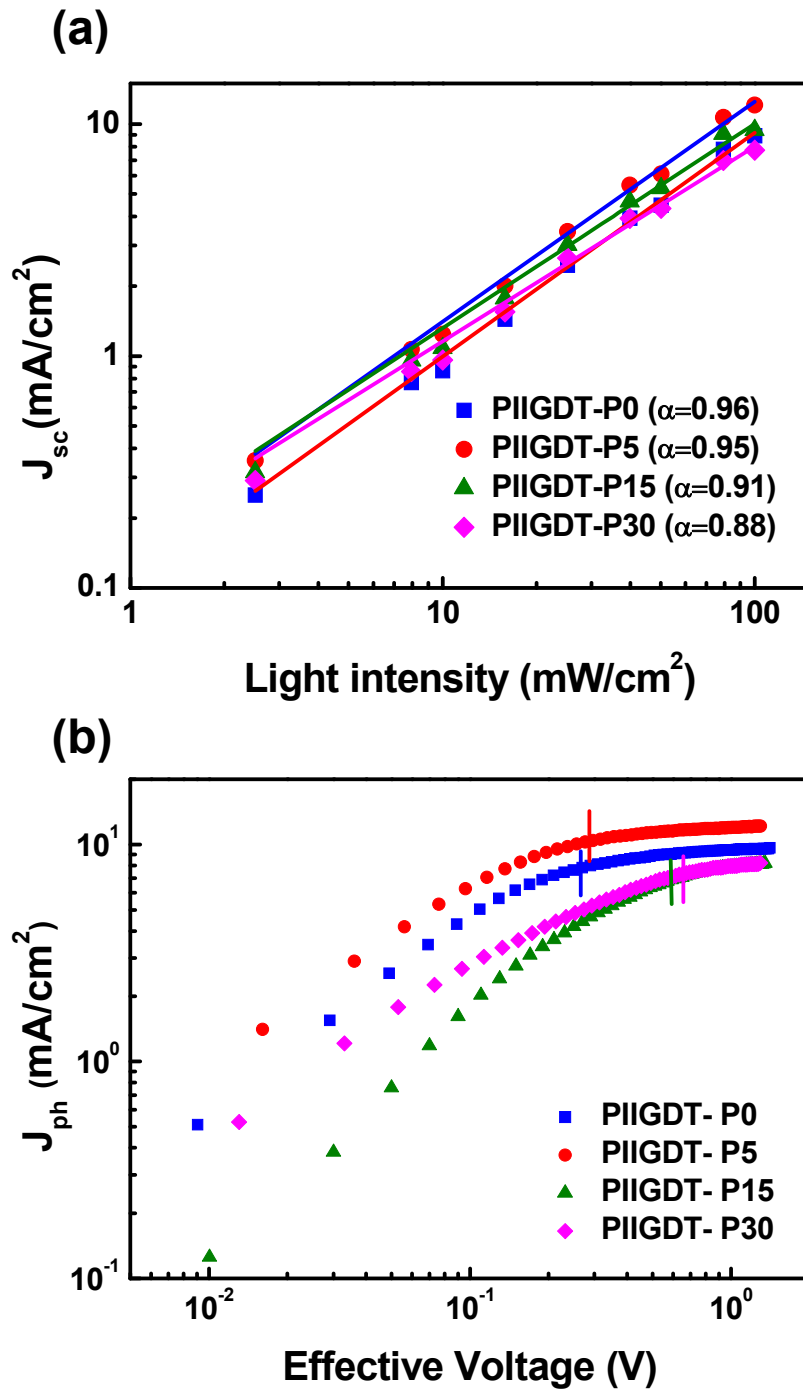 (a)
J_sc (mA/cm²)
10
1
0.1
PIIGDT-P0 (α=0.96)
PIIGDT-P5 (α=0.95)
PIIGDT-P15 (α=0.91)
PIIGDT-P30 (α=0.88)
1 10 100
Light intensity (mW/cm²)
(b)
J_ph (mA/cm²)
10¹
10⁰
10⁻¹
PIIGDT- P0
PIIGDT- P5
PIIGDT- P15
PIIGDT- P30
10⁻² 10⁻¹ 10⁰
Effective Voltage (V)